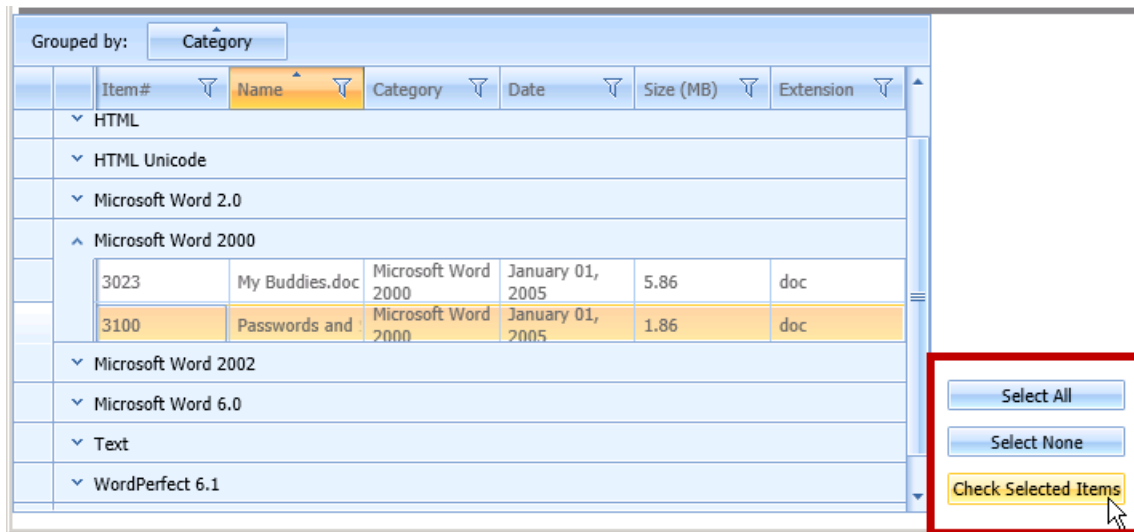 Grouped by: Category
Item# Name Category Date Size (MB) Extension
HTML
HTML Unicode
Microsoft Word 2.0
Microsoft Word 2000
3023 My Buddies.doc Microsoft Word 2000 January 01, 2005 5.86 doc
3100 Passwords and Microsoft Word 2000 January 01, 2005 1.86 doc
Microsoft Word 2002
Microsoft Word 6.0
Text
WordPerfect 6.1
Select All
Select None
Check Selected Items